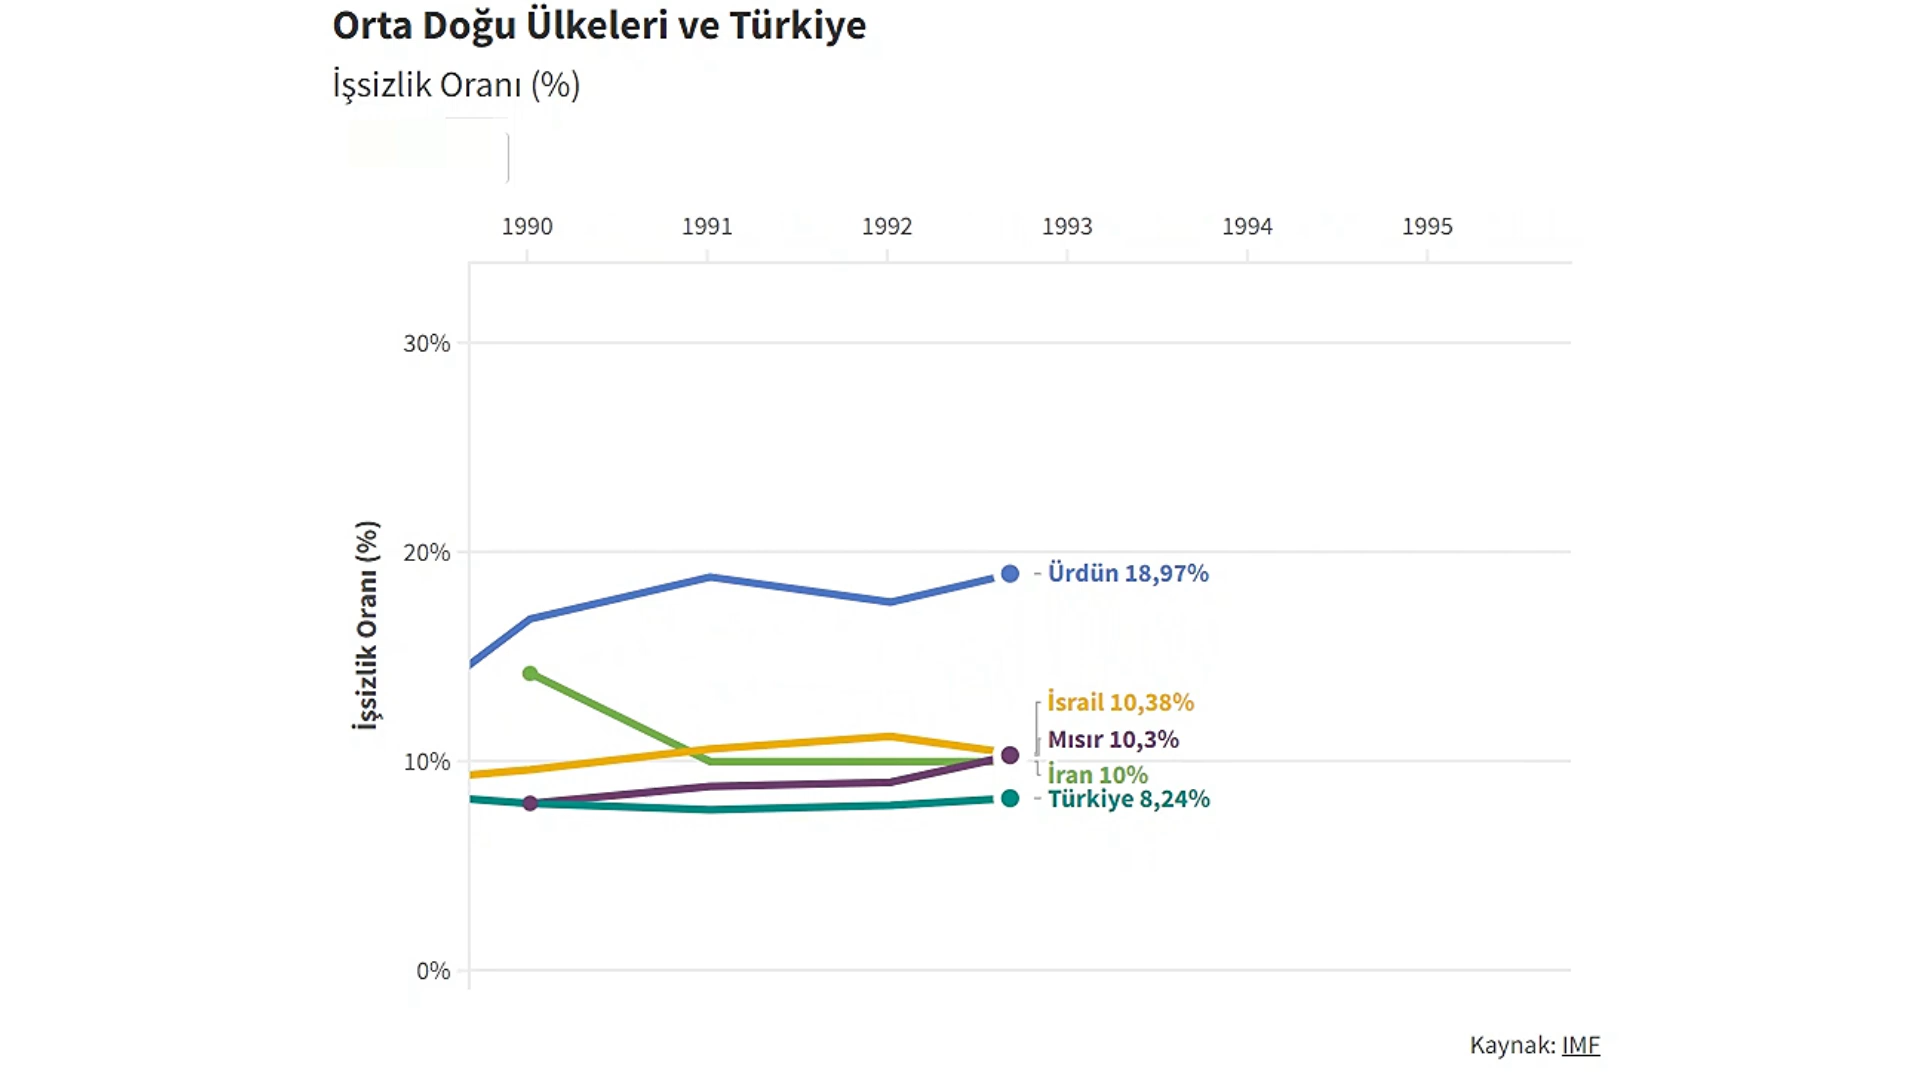 Orta Doğu Ülkeleri ve Türkiye
İşsizlik Oranı (%)
1990 1991 1992 1993 1994 1995
30%
20%
10%
0%
İşsizlik Oranı (%)
Ürdün 18,97%
İsrail 10,38%
Mısır 10,3%
İran 10%
Türkiye 8,24%
Kaynak: IMF